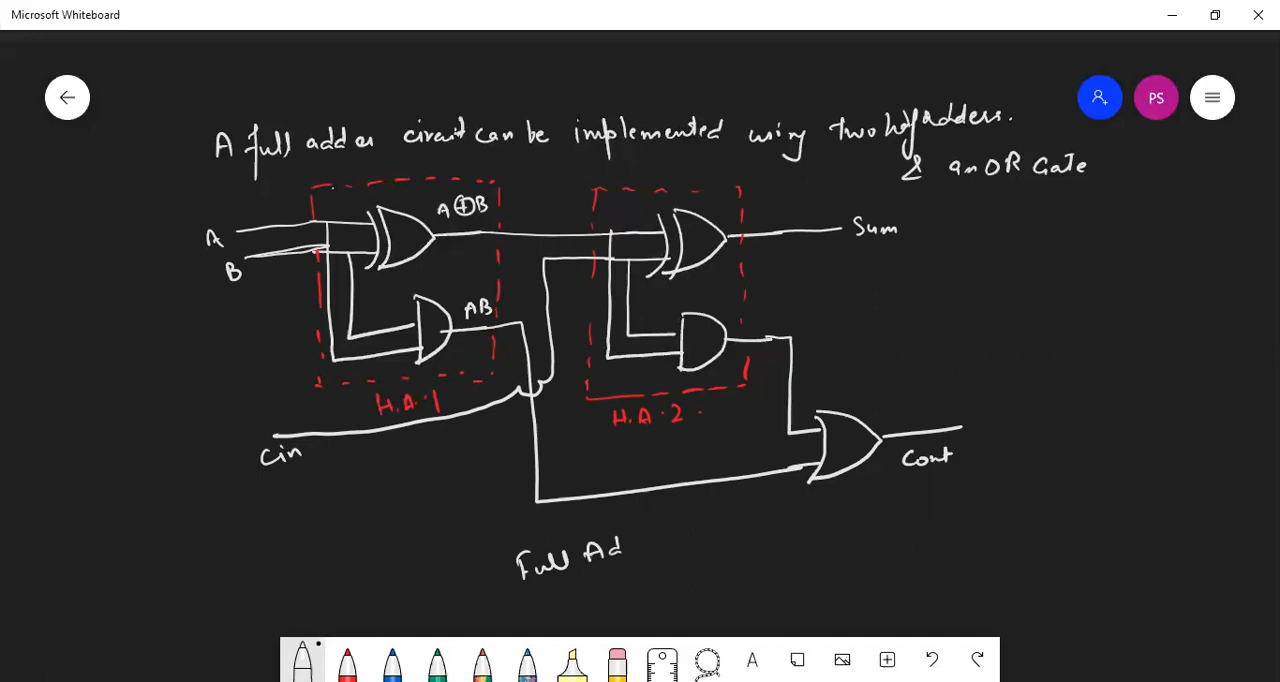 Microsoft Whiteboard
PS
A full adder circuit can be implemented using two half adders.
& an OR Gate
A⊕B
A
Sum
B
AB
H.A.1
H.A.2.
Cin
Cout
Full Ad
A